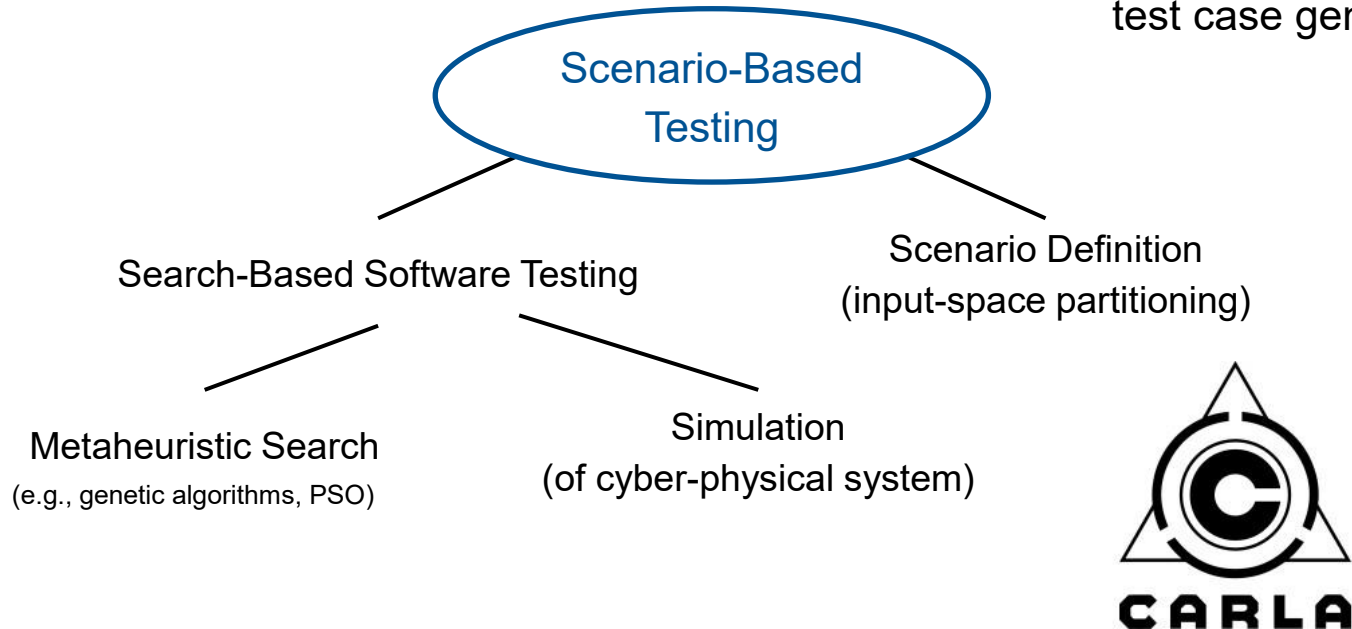 test case ger
Scenario-Based
Testing
Search-Based Software Testing
Scenario Definition
(input-space partitioning)
Metaheuristic Search
(e.g., genetic algorithms, PSO)
Simulation
(of cyber-physical system)
CARLA